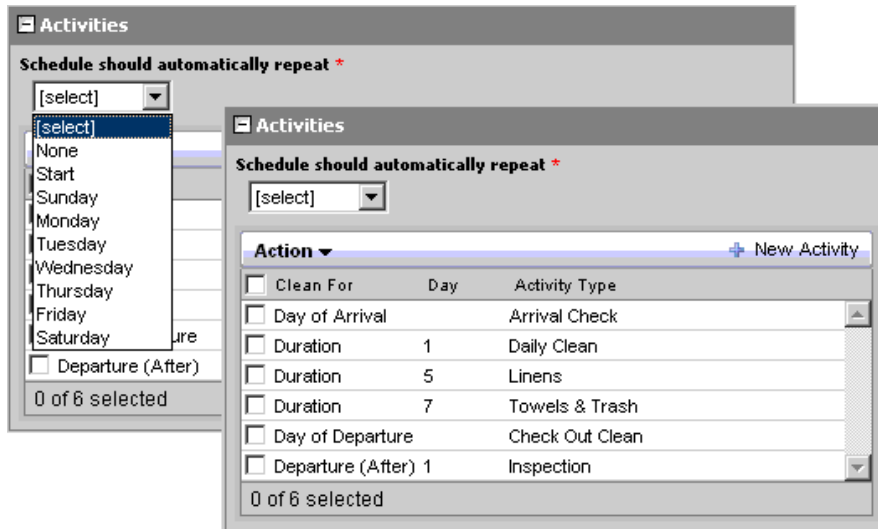 Activities
Schedule should automatically repeat *
[select]
[select]
None
Start
Sunday
Monday
Tuesday
Wednesday
Thursday
Friday
Saturday
ure
Departure (After)
0 of 6 selected
Activities
Schedule should automatically repeat *
[select]
Action
New Activity
Clean For Day Activity Type
Day of Arrival Arrival Check
Duration 1 Daily Clean
Duration 5 Linens
Duration 7 Towels & Trash
Day of Departure Check Out Clean
Departure (After) 1 Inspection
0 of 6 selected